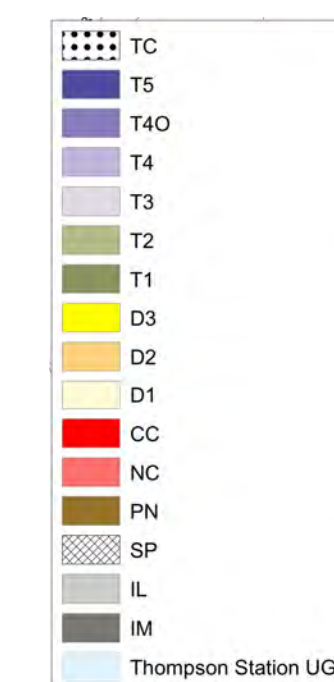 TC
T5
T4O
T4
T3
T2
T1
D3
D2
D1
CC
NC
PN
SP
IL
IM
Thompson Station UG